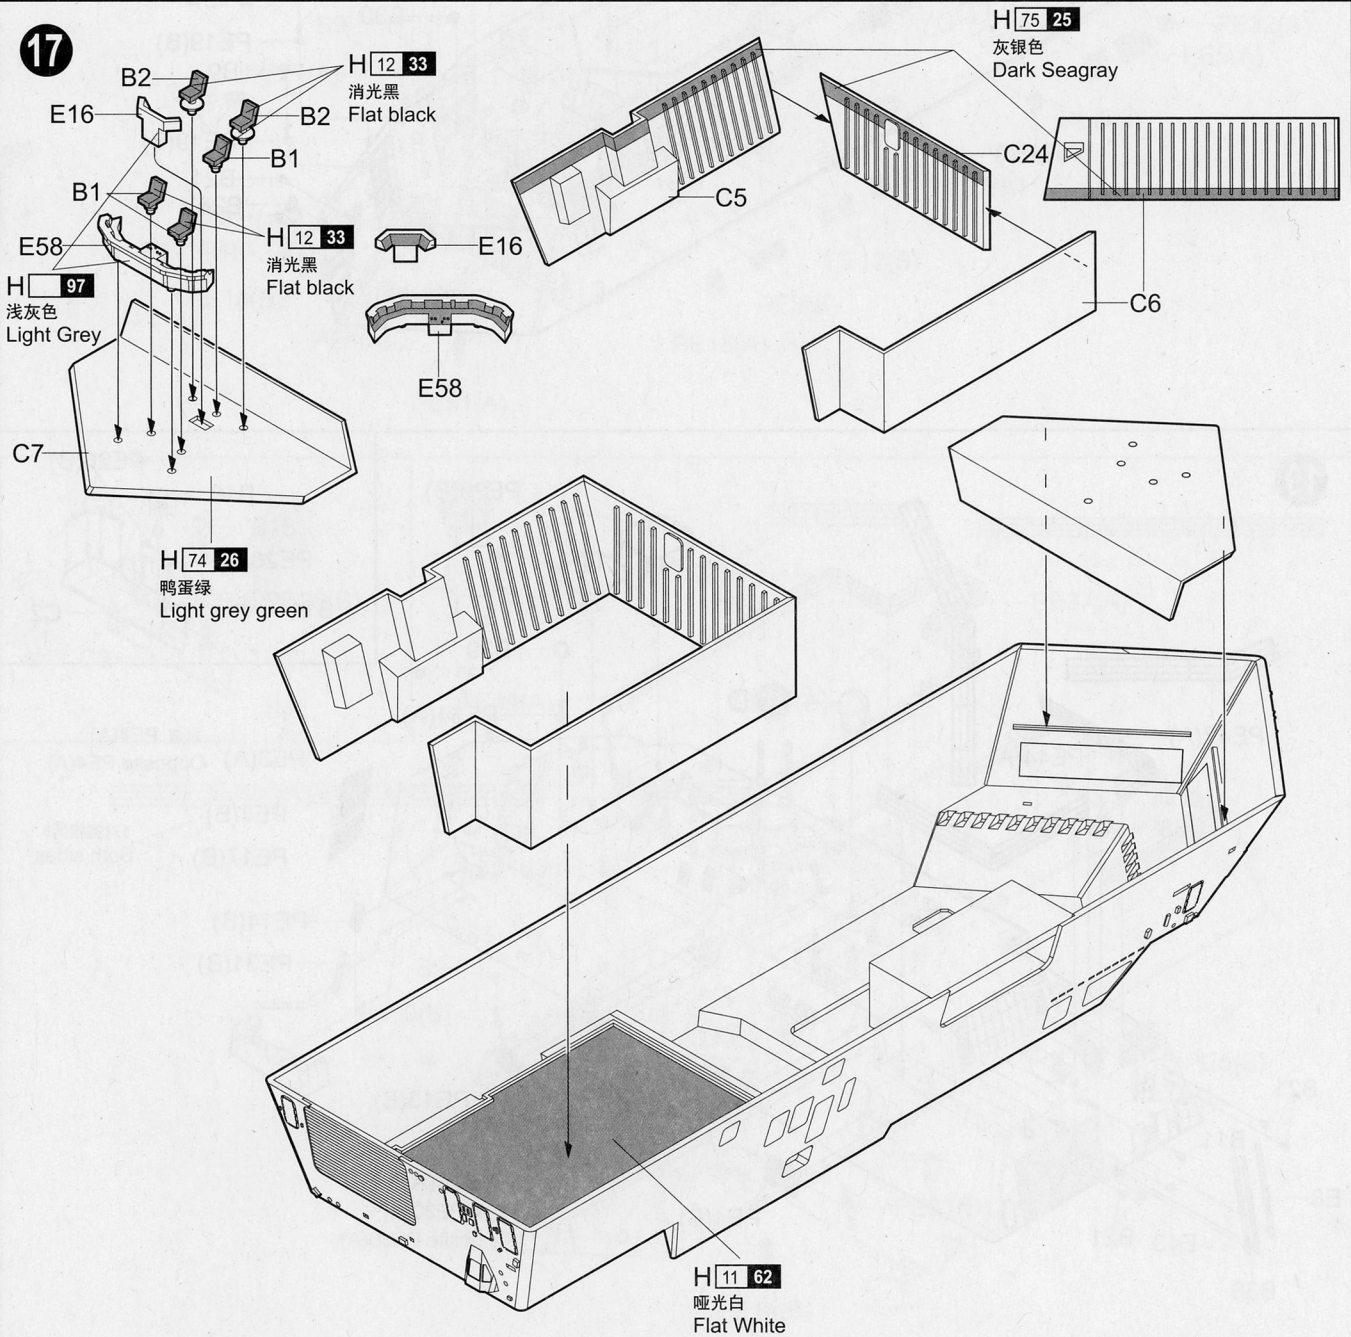 17
B2
E16
B2
B1
B1
E58
H 12 33
消光黑
Flat black
H 12 33
消光黑
Flat black
H 97
浅灰色
Light Grey
E16
E58
C7
H 74 26
鸭蛋绿
Light grey green
H 75 25
灰银色
Dark Seagray
C24
C5
C6
H 11 62
哑光白
Flat White